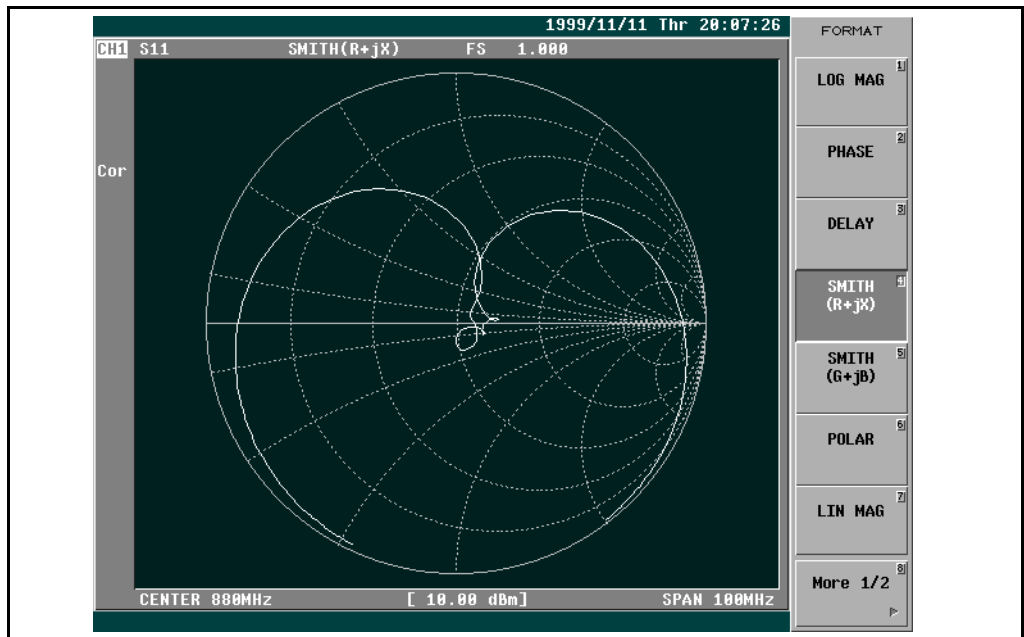 1999/11/11 Thr 20:07:26
CH1 S11 SMITH(R+jX) FS 1.000
Cor
CENTER 880MHz [ 10.00 dBm] SPAN 100MHz
FORMAT
1
LOG MAG
2
PHASE
3
DELAY
4
SMITH
(R+jX)
5
SMITH
(G+jB)
6
POLAR
7
LIN MAG
8
More 1/2